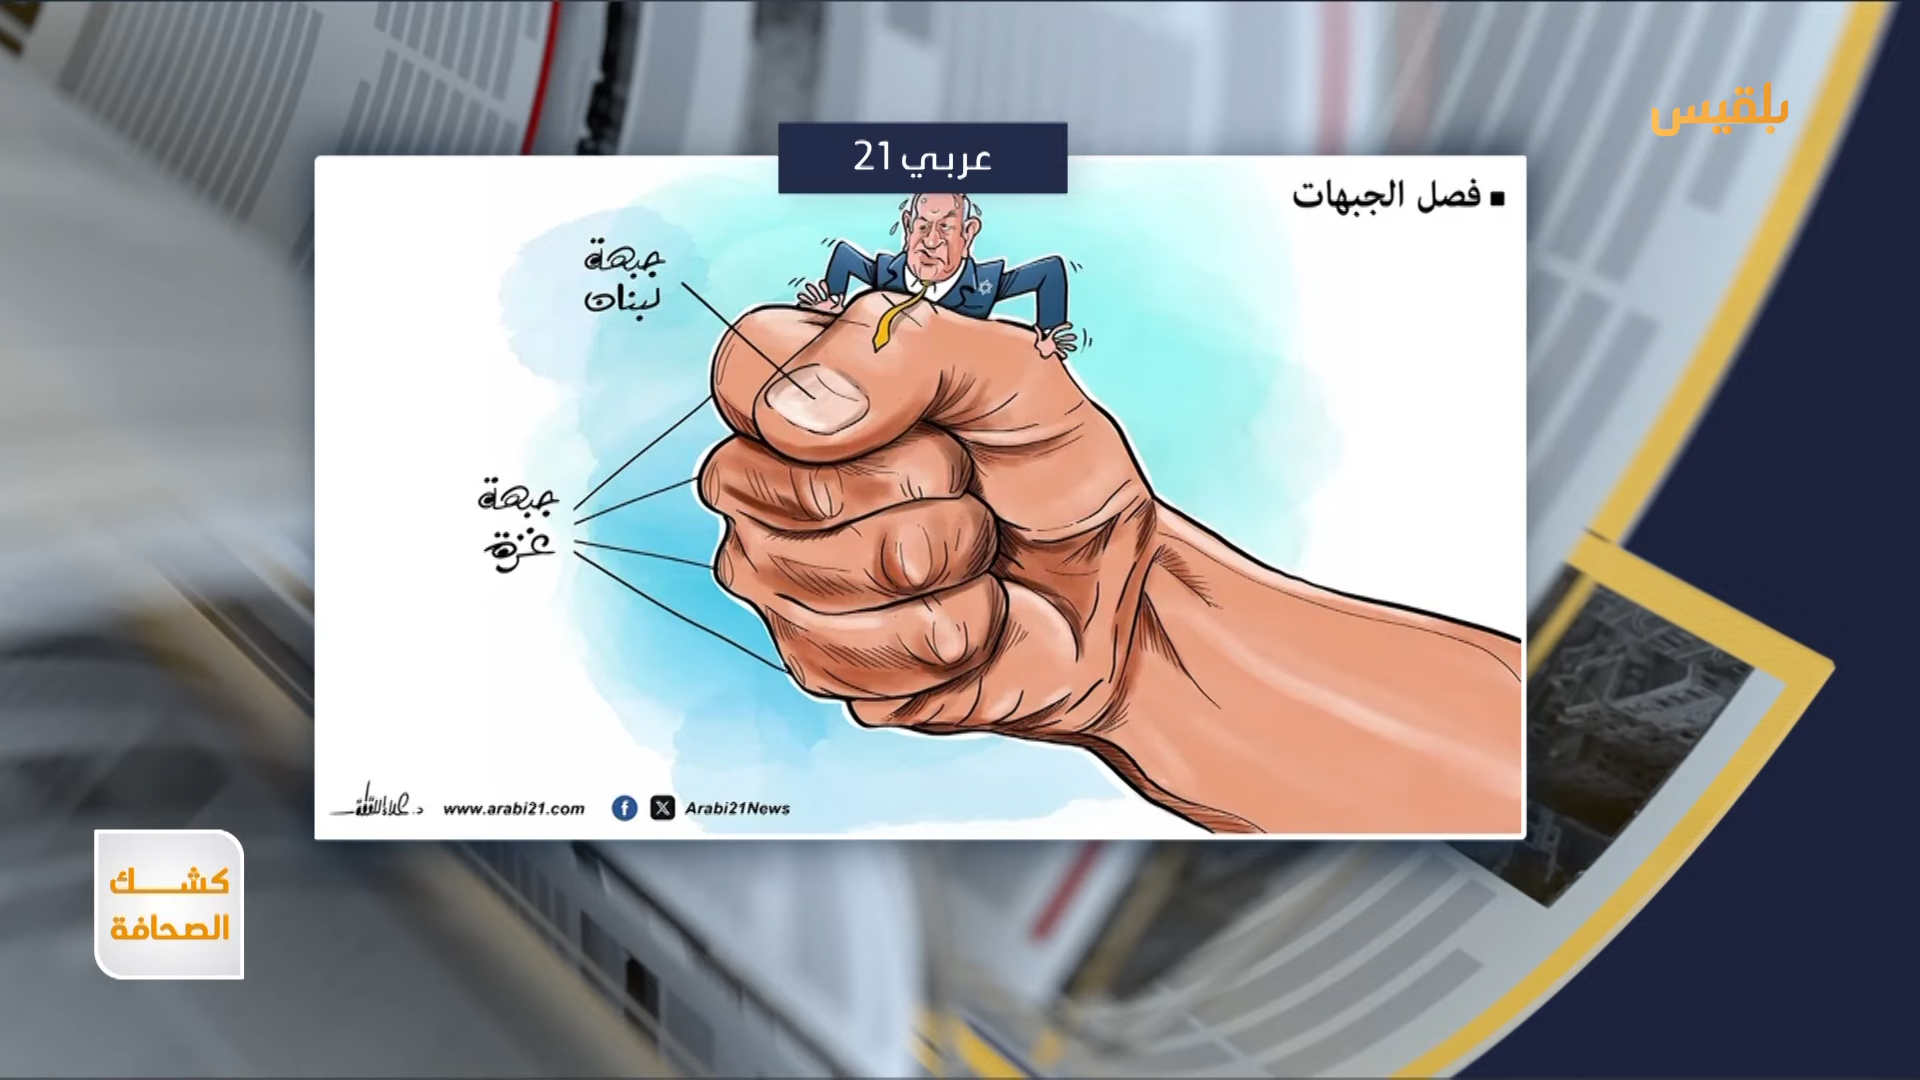 بلقيس
عربي 21
▪ فصل الجبهات
جبهة
لبنان
جبهة
غزة
www.arabi21.com
Arabi21News
كشك
الصحافة